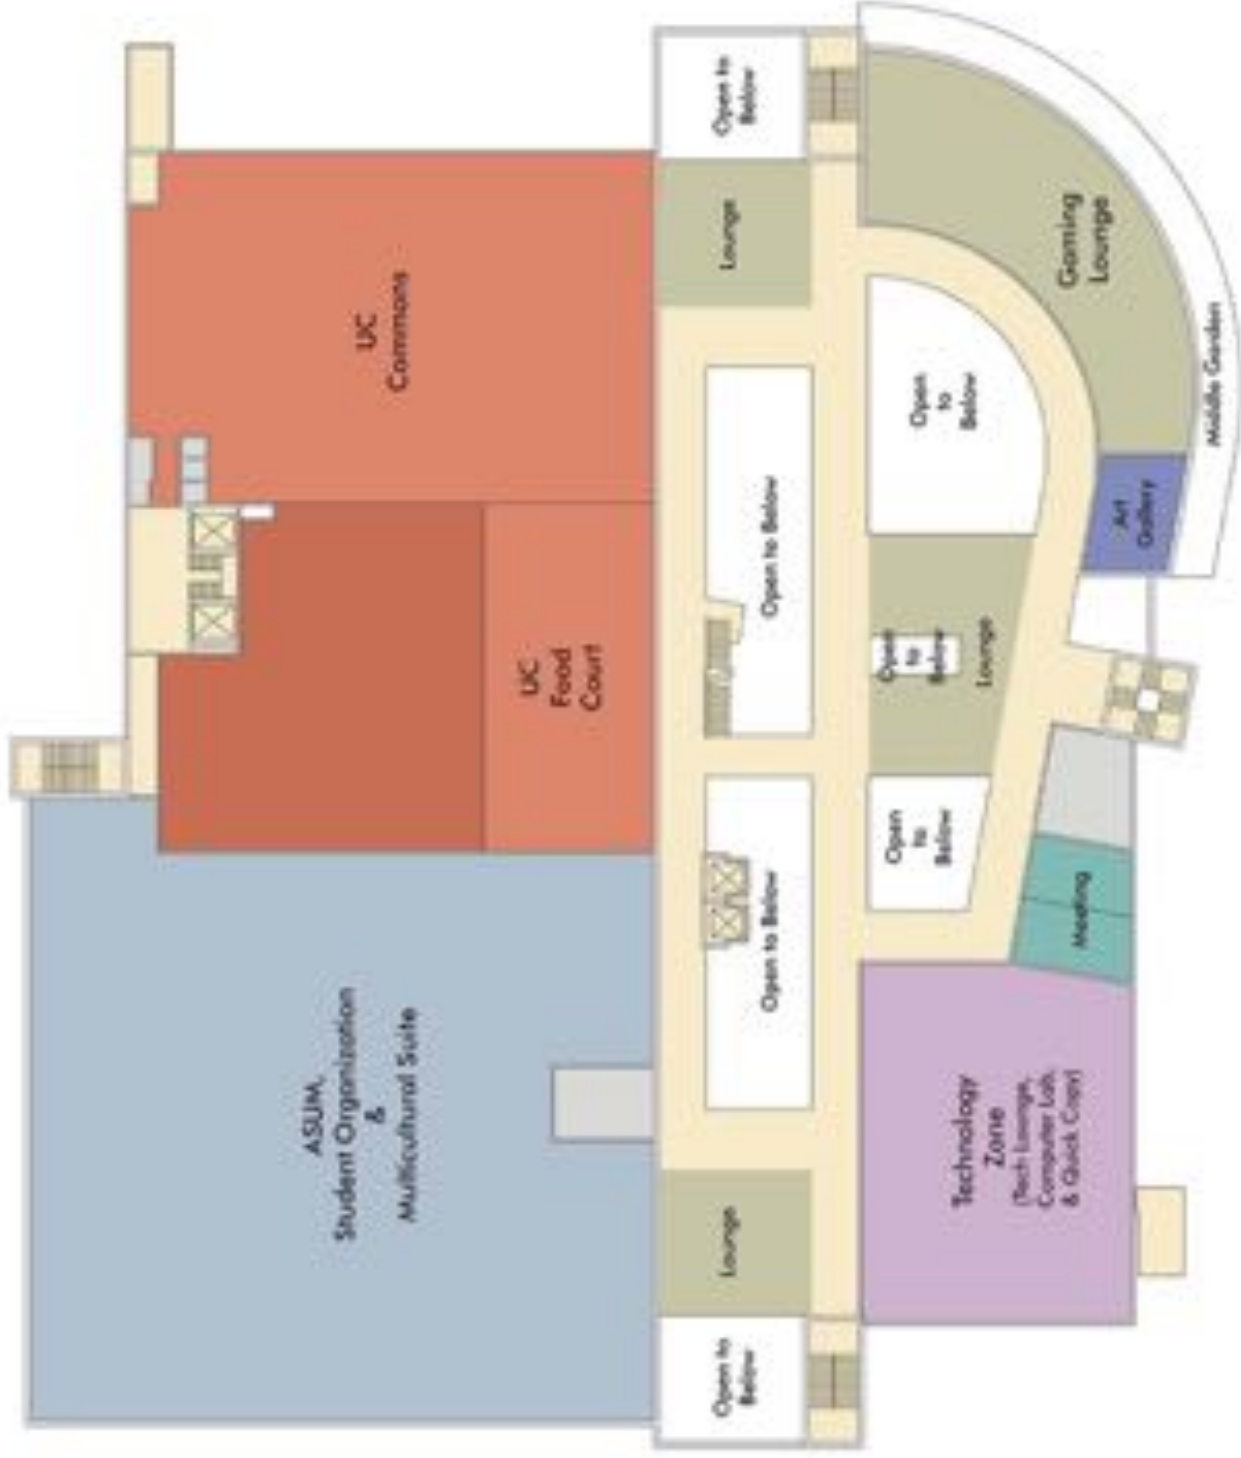 ASUM,
Student Organization
&
Multicultural Suite
UC
Food
Court
UC
Commons
Open to
Below
Lounge
Open to Below
Open to Below
Lounge
Open to
Below
Technology
Zone
(Tech Lounge,
Computer Lab,
& Quick Copy)
Meeting
Open
to
Below
Open
to
Below
Lounge
Open
to
Below
Art
Gallery
Gaming
Lounge
Middle Garden